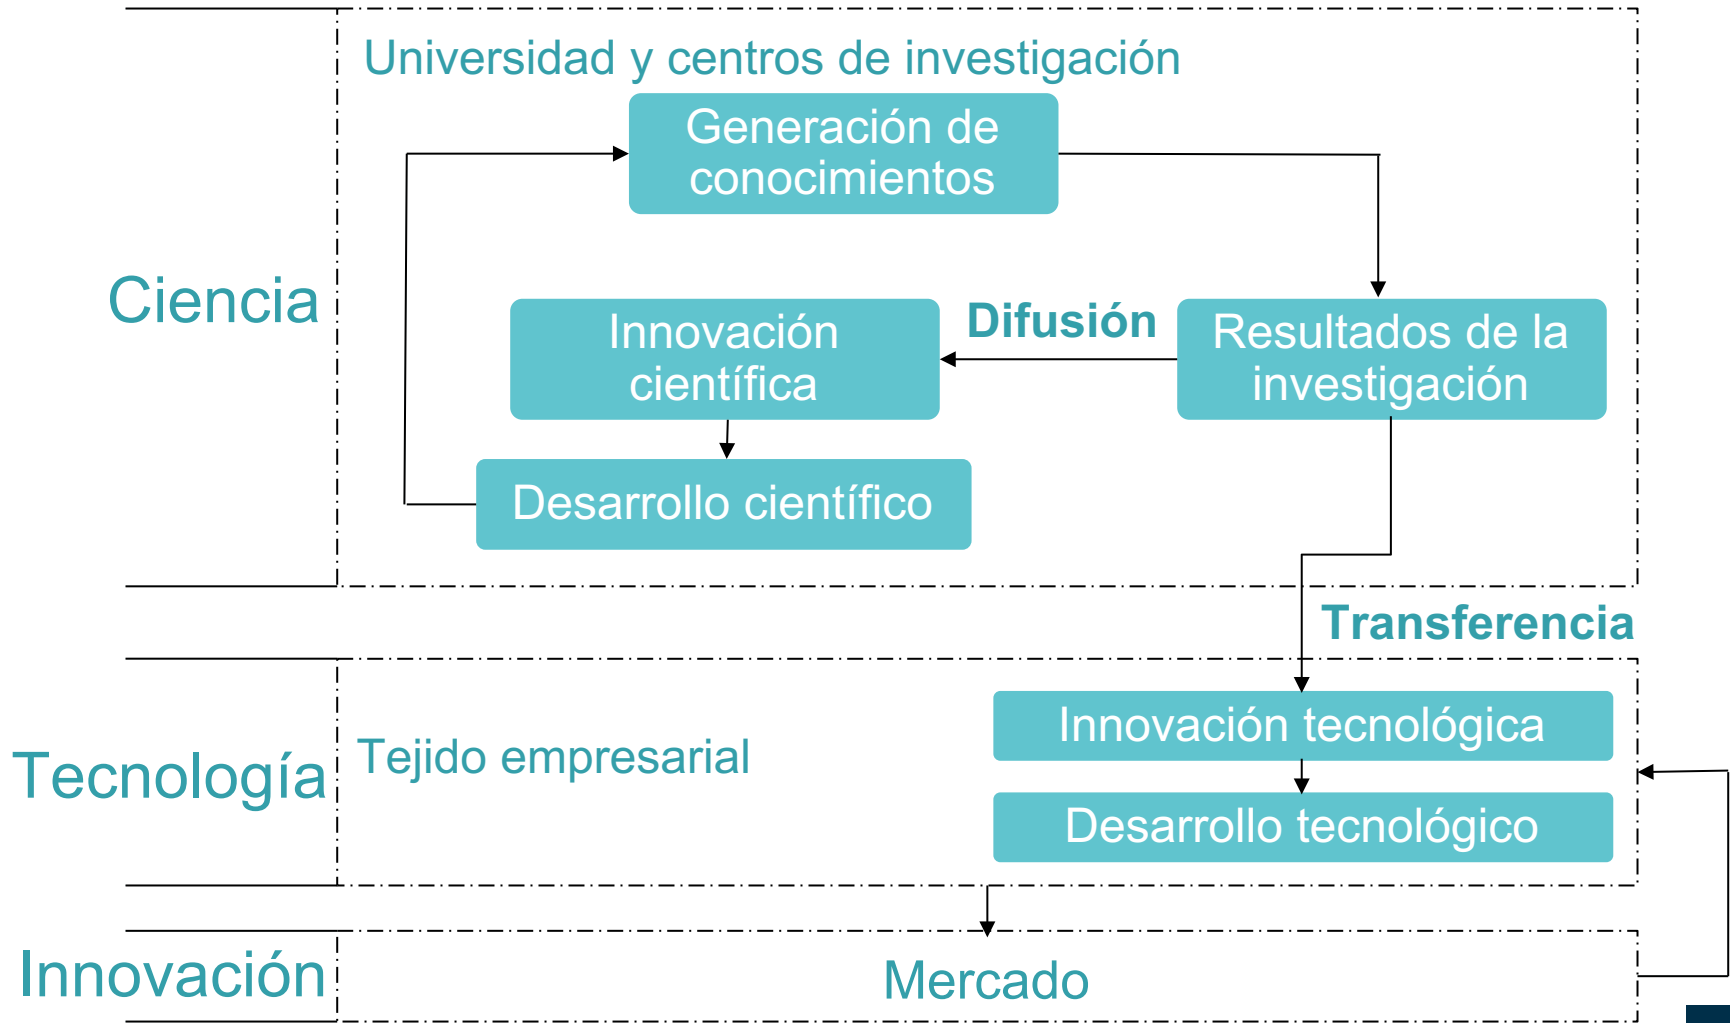 Universidad y centros de investigación
Generación de
conocimientos
Ciencia
Innovación
científica
Difusión
Resultados de la
investigación
Desarrollo científico
Transferencia
Tecnología
Tejido empresarial
Innovación tecnológica
Desarrollo tecnológico
Innovación
Mercado